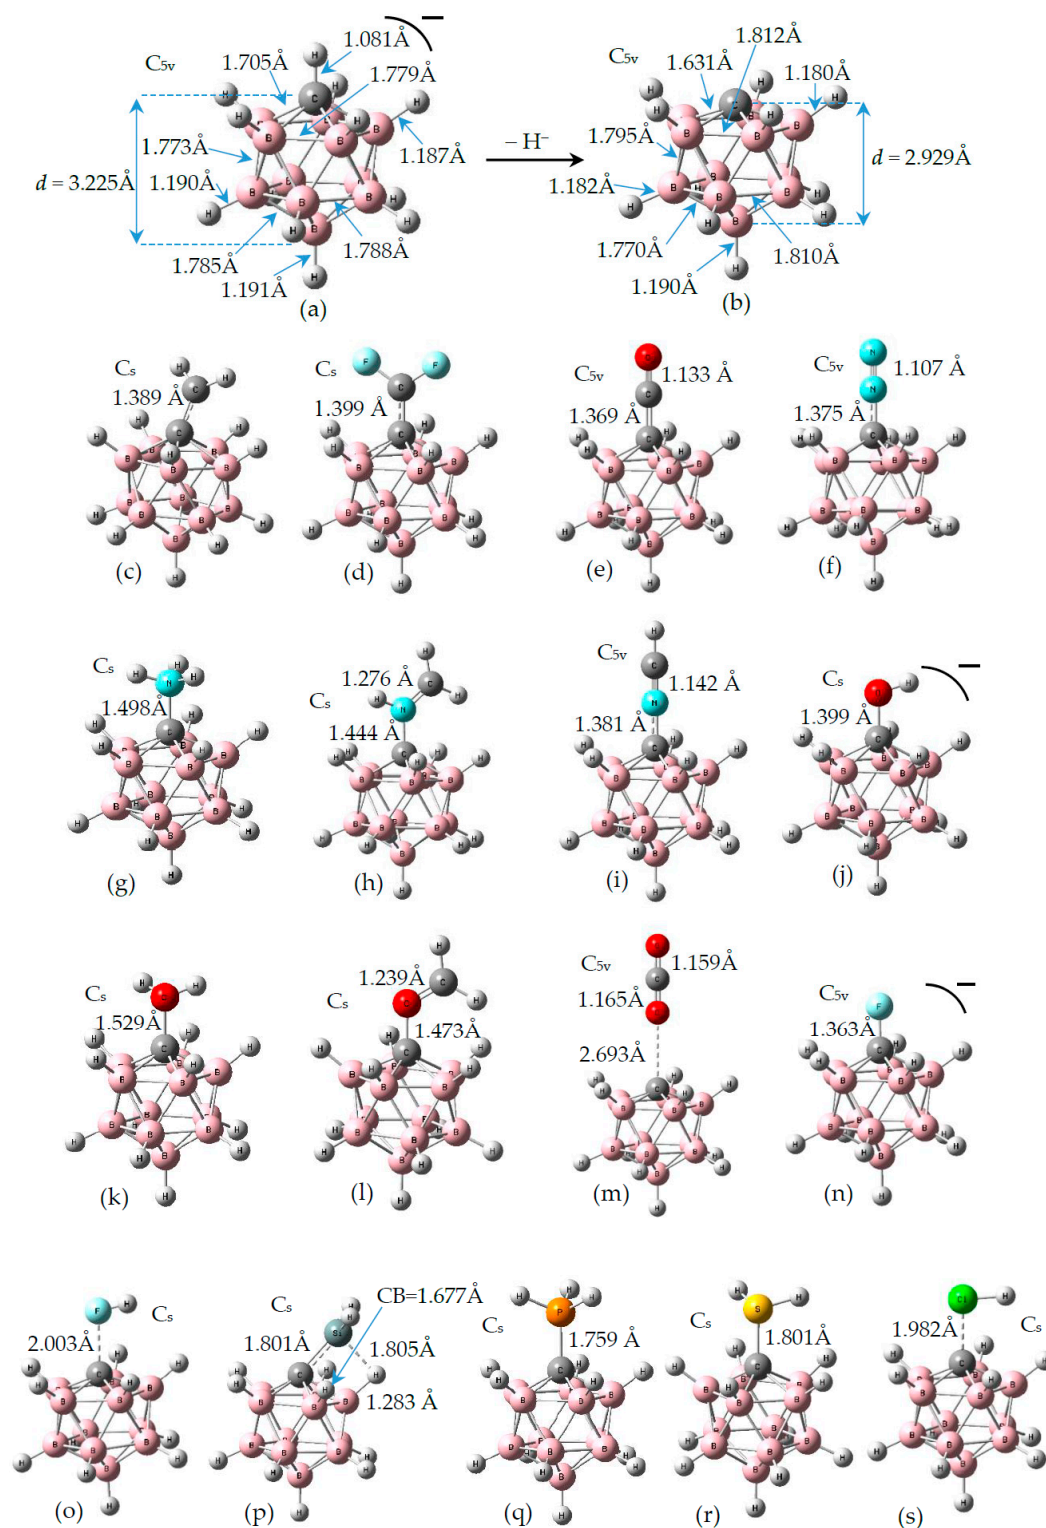 C5v
1.081Å
−
1.705Å
1.779Å
1.773Å
d = 3.225Å
1.190Å
1.187Å
1.785Å
1.788Å
1.191Å
(a)
– H⁻
C5v
1.812Å
1.631Å
1.180Å
1.795Å
d = 2.929Å
1.182Å
1.770Å
1.810Å
1.190Å
(b)
Cs
1.389 Å
(c)
Cs
1.399 Å
(d)
C5v
1.133 Å
1.369 Å
(e)
C5v
1.107 Å
1.375 Å
(f)
Cs
1.498Å
(g)
1.276 Å
Cs
1.444 Å
(h)
C5v
1.142 Å
1.381 Å
(i)
Cs
−
1.399 Å
(j)
Cs
1.529Å
(k)
1.239Å
Cs
1.473Å
(l)
C5v
1.159Å
1.165Å
2.693Å
(m)
C5v
−
1.363Å
(n)
Cs
2.003Å
(o)
Cs
CB=1.677Å
1.801Å
1.805Å
1.283 Å
(p)
Cs
1.759 Å
(q)
Cs
1.801Å
(r)
1.982Å
Cs
(s)